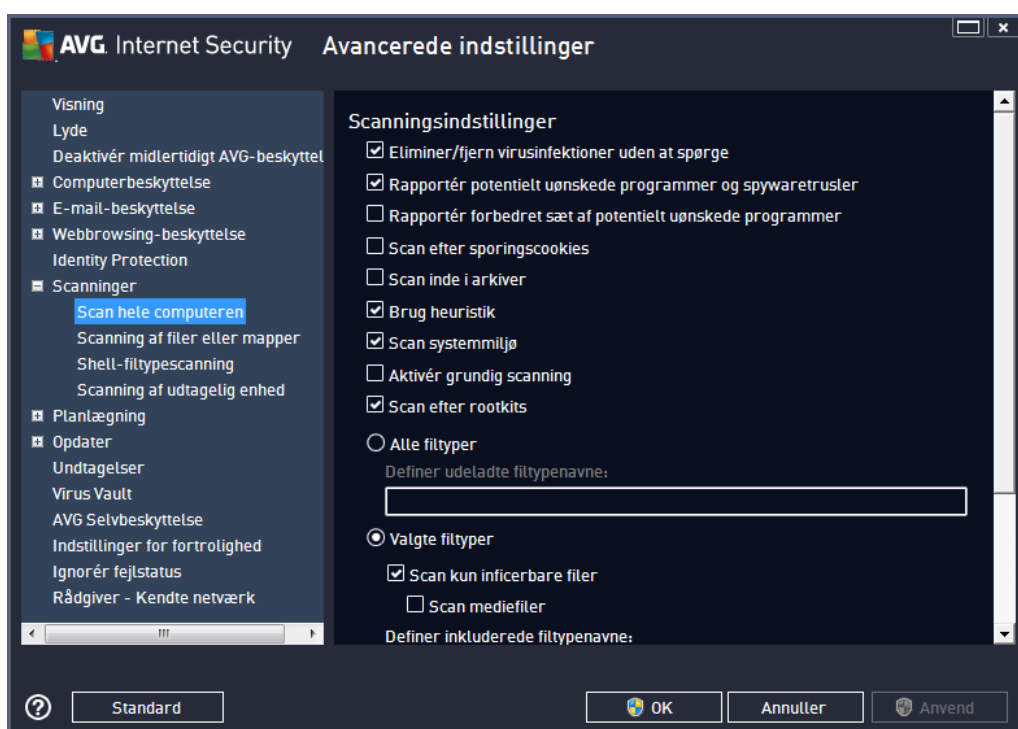 AVG. Internet Security Avancerede indstillinger
Visning
Lyde
Deaktivér midlertidigt AVG-beskyttel
Computerbeskyttelse
E-mail-beskyttelse
Webbrowsing-beskyttelse
Identity Protection
Scanninger
Scan hele computeren
Scanning af filer eller mapper
Shell-filtypescanning
Scanning af udtagelig enhed
Planlægning
Opdater
Undtagelser
Virus Vault
AVG Selvbeskyttelse
Indstillinger for fortrolighed
Ignorér fejlstatus
Rådgiver - Kendte netværk
Scanningsindstillinger
Eliminer/fjern virusinfektioner uden at spørge
Rapportér potentielt uønskede programmer og spywaretrusler
Rapportér forbedret sæt af potentielt uønskede programmer
Scan efter sporingscookies
Scan inde i arkiver
Brug heuristik
Scan systemmiljø
Aktivér grundig scanning
Scan efter rootkits
Alle filtyper
Definer udeladte filtypenavne:
Valgte filtyper
Scan kun inficerbare filer
Scan mediefiler
Definer inkluderede filtypenavne:
? Standard OK Annuller Anvend